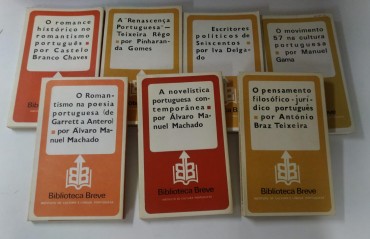 O romance
histórico no
romantismo
português ●
por Castelo
Branco Chaves
A "Renascença
Portuguesa" —
Teixeira Rêgo
● por Pinharan-
da Gomes
Escritores
políticos de
Seiscentos ●
por Iva Delga-
do
O movimento
57 na cultura
portuguesa ●
por Manuel
Gama
O Roman-
tismo na poesia
portuguesa (de
Garrett a Antero)
● por Álvaro Ma-
nuel Machado
Biblioteca Breve
A novelística
portuguesa con-
temporânea ●
por Álvaro Ma-
nuel Machado
Biblioteca Breve
O pensamento
filosófico-jurí-
dico português
● por António
Braz Teixeira
Biblioteca Breve